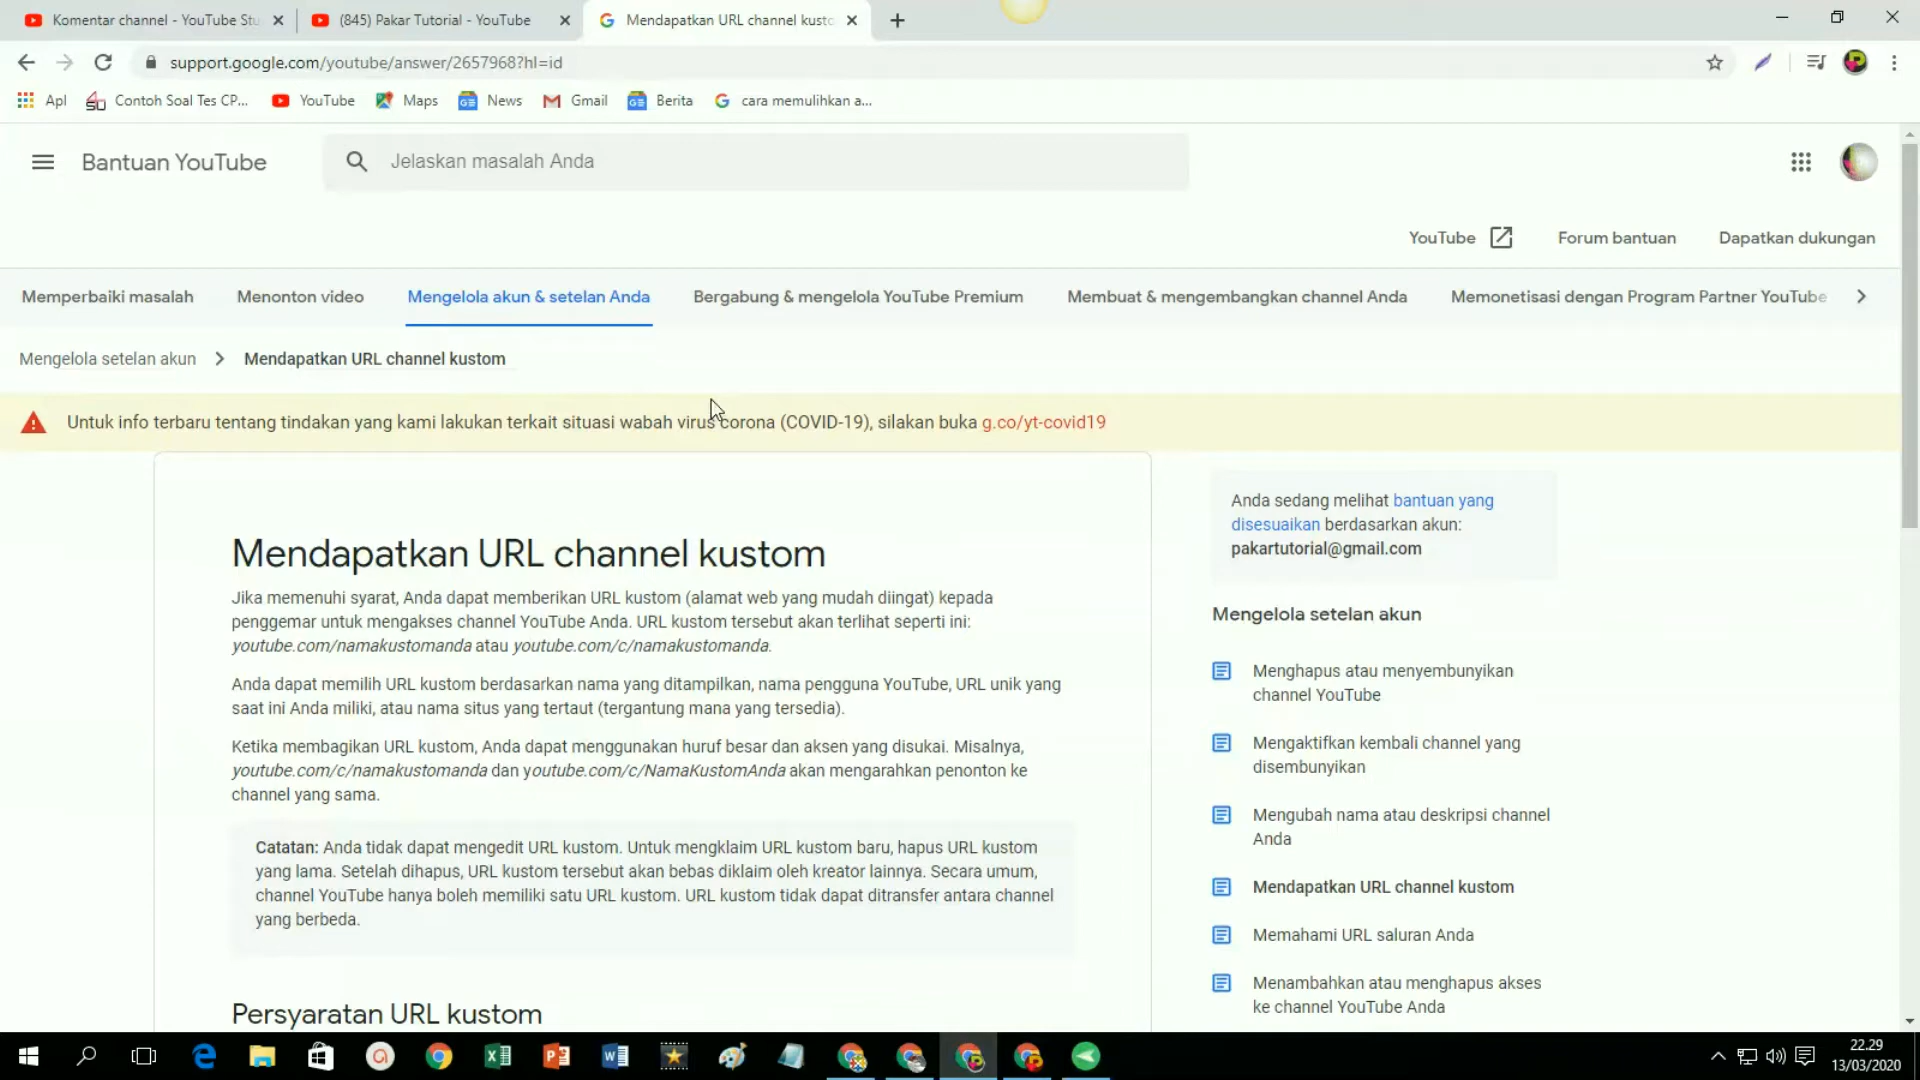 Komentar channel - YouTube Stu
(845) Pakar Tutorial - YouTube
Mendapatkan URL channel kusto
support.google.com/youtube/answer/2657968?hl=id
Apl
Contoh Soal Tes CP...
YouTube
Maps
News
Gmail
Berita
cara memulihkan a...
Bantuan YouTube
Jelaskan masalah Anda
YouTube
Forum bantuan
Dapatkan dukungan
Memperbaiki masalah
Menonton video
Mengelola akun & setelan Anda
Bergabung & mengelola YouTube Premium
Membuat & mengembangkan channel Anda
Memonetisasi dengan Program Partner YouTube
Mengelola setelan akun
Mendapatkan URL channel kustom
Untuk info terbaru tentang tindakan yang kami lakukan terkait situasi wabah virus corona (COVID-19), silakan buka g.co/yt-covid19
Mendapatkan URL channel kustom
Jika memenuhi syarat, Anda dapat memberikan URL kustom (alamat web yang mudah diingat) kepada
penggemar untuk mengakses channel YouTube Anda. URL kustom tersebut akan terlihat seperti ini:
youtube.com/namakustomanda atau youtube.com/c/namakustomanda.
Anda dapat memilih URL kustom berdasarkan nama yang ditampilkan, nama pengguna YouTube, URL unik yang
saat ini Anda miliki, atau nama situs yang tertaut (tergantung mana yang tersedia).
Ketika membagikan URL kustom, Anda dapat menggunakan huruf besar dan aksen yang disukai. Misalnya,
youtube.com/c/namakustomanda dan youtube.com/c/NamaKustomAnda akan mengarahkan penonton ke
channel yang sama.
Catatan: Anda tidak dapat mengedit URL kustom. Untuk mengklaim URL kustom baru, hapus URL kustom
yang lama. Setelah dihapus, URL kustom tersebut akan bebas diklaim oleh kreator lainnya. Secara umum,
channel YouTube hanya boleh memiliki satu URL kustom. URL kustom tidak dapat ditransfer antara channel
yang berbeda.
Persyaratan URL kustom
Anda sedang melihat bantuan yang
disesuaikan berdasarkan akun:
pakartutorial@gmail.com
Mengelola setelan akun
Menghapus atau menyembunyikan
channel YouTube
Mengaktifkan kembali channel yang
disembunyikan
Mengubah nama atau deskripsi channel
Anda
Mendapatkan URL channel kustom
Memahami URL saluran Anda
Menambahkan atau menghapus akses
ke channel YouTube Anda
22.29
13/03/2020